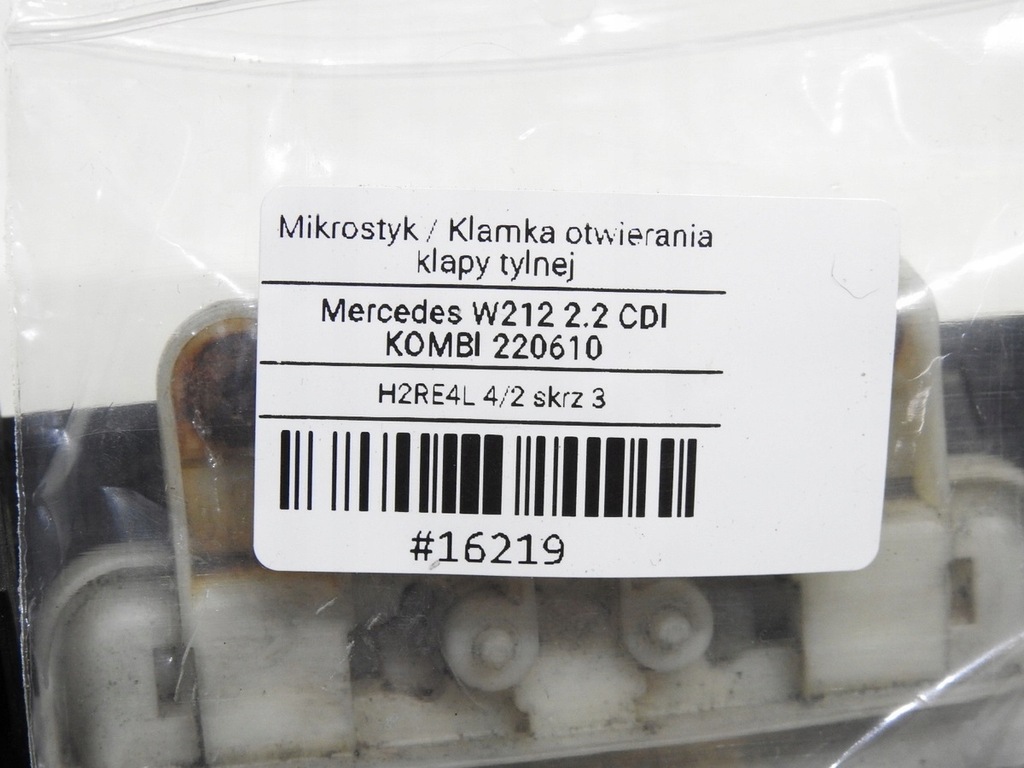 Mikrostyk / Klamka otwierania
klapy tylnej
Mercedes W212 2.2 CDI
KOMBI 220610
H2RE4L 4/2 skrz 3
#16219